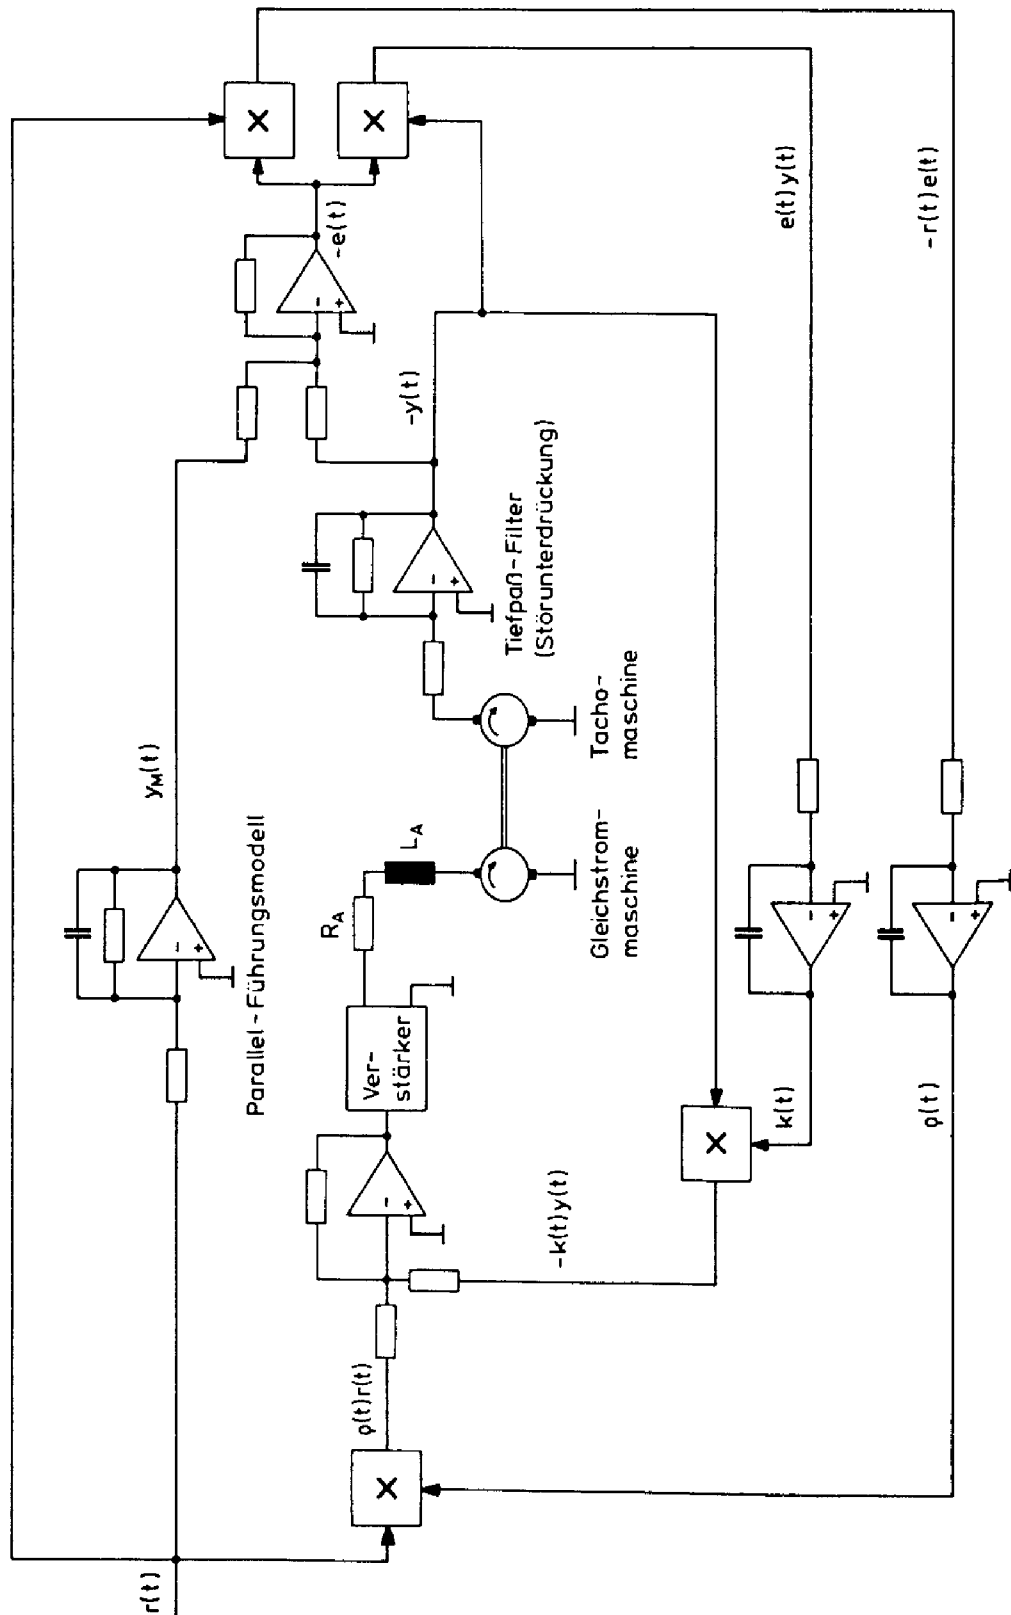 r(t)
Parallel-Führungsmodell
y_M(t)
-e(t)
ρ(t)r(t)
Ver-
stärker
R_A
L_A
Gleichstrom-
maschine
Tacho-
maschine
Tiefpaß-Filter
(Störunterdrückung)
-y(t)
-k(t)y(t)
k(t)
e(t)y(t)
ρ(t)
-r(t)e(t)
×
×
×
×
-
+
-
+
-
+
-
+
-
+
-
+